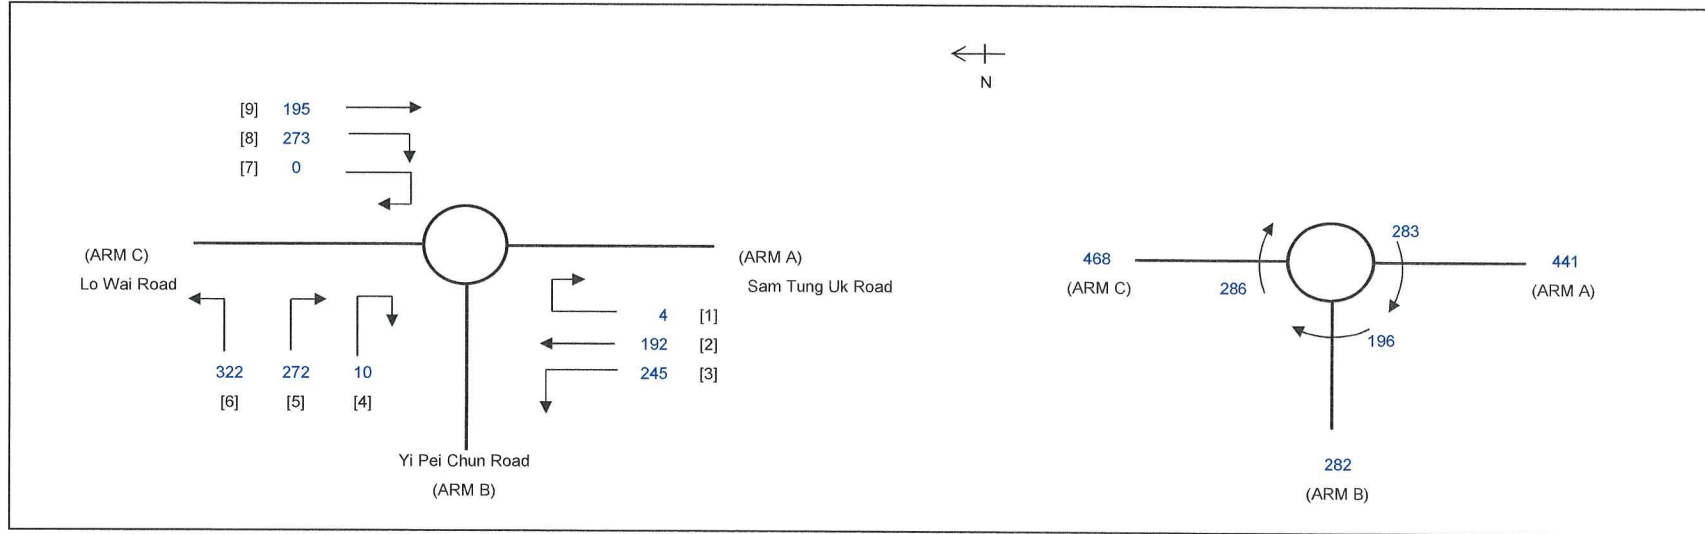 N
[9] 195
[8] 273
[7] 0
(ARM C)
Lo Wai Road
(ARM A)
Sam Tung Uk Road
4 [1]
192 [2]
245 [3]
322 272 10
[6] [5] [4]
Yi Pei Chun Road
(ARM B)
283
468
(ARM C)
286
441
(ARM A)
196
282
(ARM B)